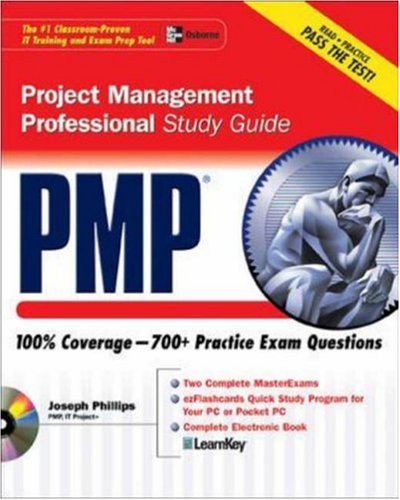 The #1 Classroom-Proven
IT Training and Exam Prep Tool
Osborne
READ • PRACTICE
PASS THE TEST!
Project Management
Professional Study Guide
PMP®
100% Coverage—700+ Practice Exam Questions
Joseph Phillips
PMP, IT Project+
• Two Complete MasterExams
• ezFlashcards Quick Study Program for
Your PC or Pocket PC
• Complete Electronic Book
LearnKey